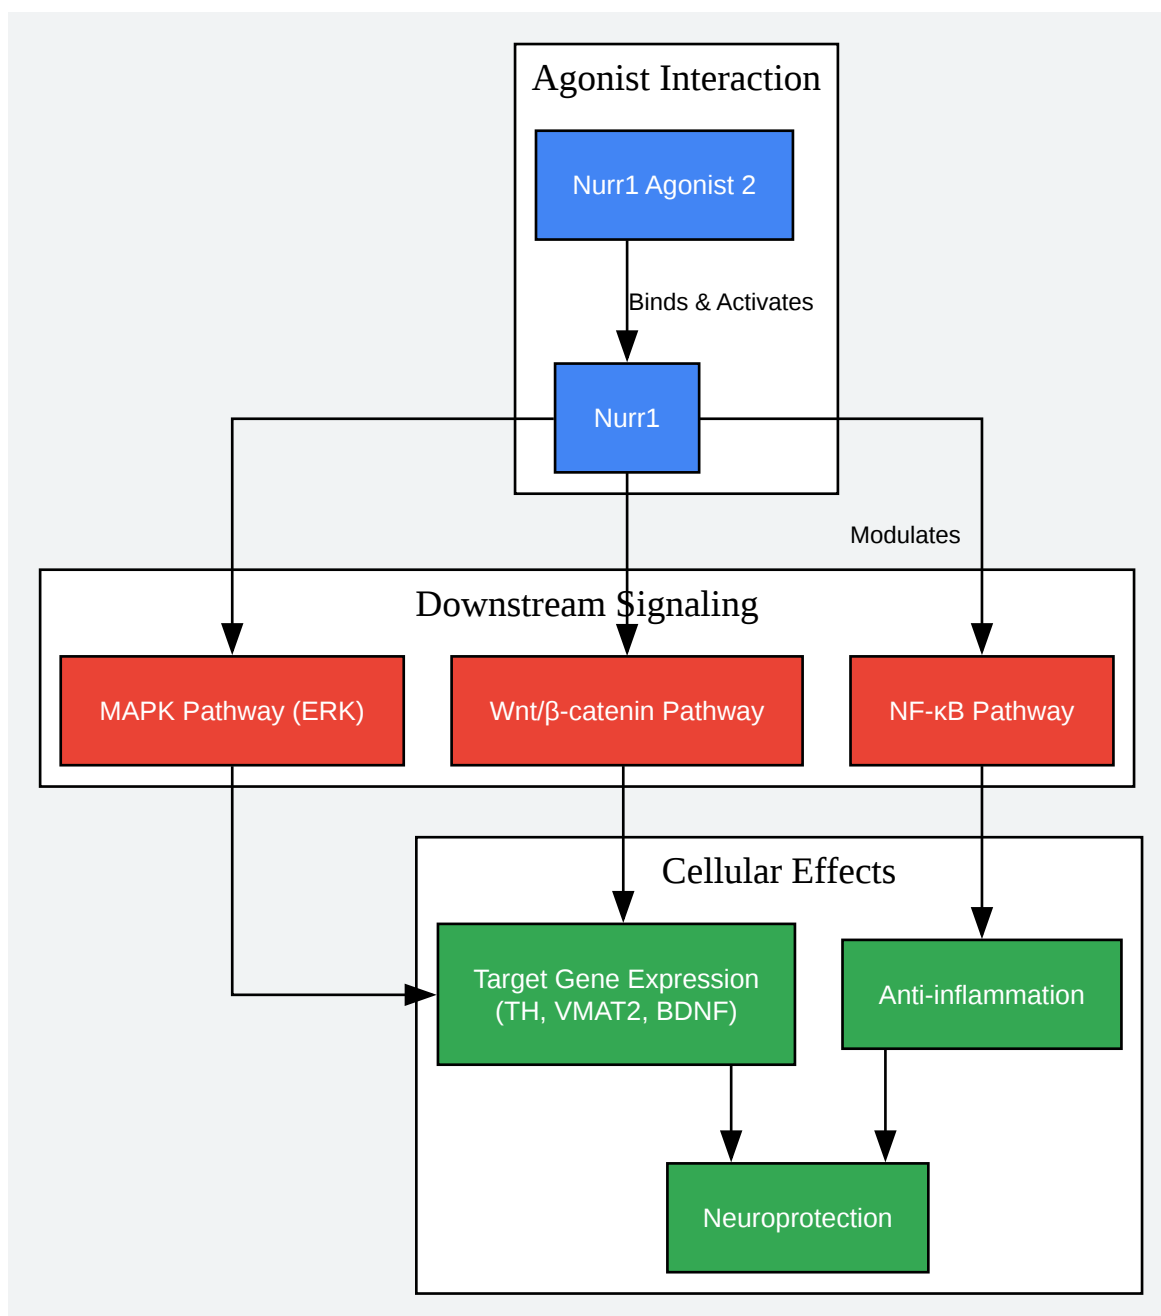 Agonist Interaction
Nurr1 Agonist 2
Binds & Activates
Nurr1
Modulates
Downstream Signaling
MAPK Pathway (ERK)
Wnt/β-catenin Pathway
NF-κB Pathway
Cellular Effects
Target Gene Expression
(TH, VMAT2, BDNF)
Anti-inflammation
Neuroprotection